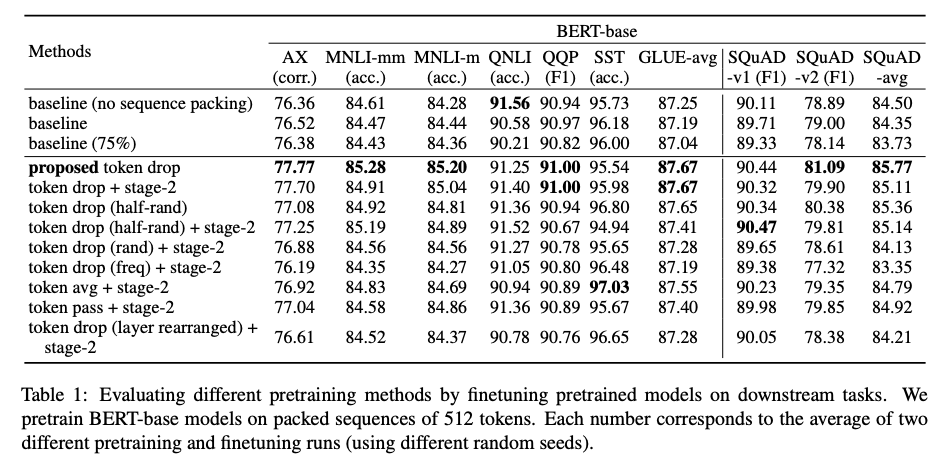 BERT-base
Methods
AX MNLI-mm MNLI-m QNLI QQP SST GLUE-avg SQuAD SQuAD SQuAD
(corr.) (acc.) (acc.) (acc.) (F1) (acc.) -v1 (F1) -v2 (F1) -avg
baseline (no sequence packing) 76.36 84.61 84.28 91.56 90.94 95.73 87.25 90.11 78.89 84.50
baseline 76.52 84.47 84.44 90.58 90.97 96.18 87.19 89.71 79.00 84.35
baseline (75%) 76.38 84.43 84.36 90.21 90.82 96.00 87.04 89.33 78.14 83.73
proposed token drop 77.77 85.28 85.20 91.25 91.00 95.54 87.67 90.44 81.09 85.77
token drop + stage-2 77.70 84.91 85.04 91.40 91.00 95.98 87.67 90.32 79.90 85.11
token drop (half-rand) 77.08 84.92 84.81 91.36 90.94 96.80 87.65 90.34 80.38 85.36
token drop (half-rand) + stage-2 77.25 85.19 84.89 91.52 90.67 94.94 87.41 90.47 79.81 85.14
token drop (rand) + stage-2 76.88 84.56 84.56 91.27 90.78 95.65 87.28 89.65 78.61 84.13
token drop (freq) + stage-2 76.19 84.35 84.27 91.05 90.80 96.48 87.19 89.38 77.32 83.35
token avg + stage-2 76.92 84.83 84.69 90.94 90.89 97.03 87.55 90.23 79.35 84.79
token pass + stage-2 77.04 84.58 84.86 91.36 90.89 95.67 87.40 89.98 79.85 84.92
token drop (layer rearranged) +
stage-2 76.61 84.52 84.37 90.78 90.76 96.65 87.28 90.05 78.38 84.21
Table 1: Evaluating different pretraining methods by finetuning pretrained models on downstream tasks. We
pretrain BERT-base models on packed sequences of 512 tokens. Each number corresponds to the average of two
different pretraining and finetuning runs (using different random seeds).